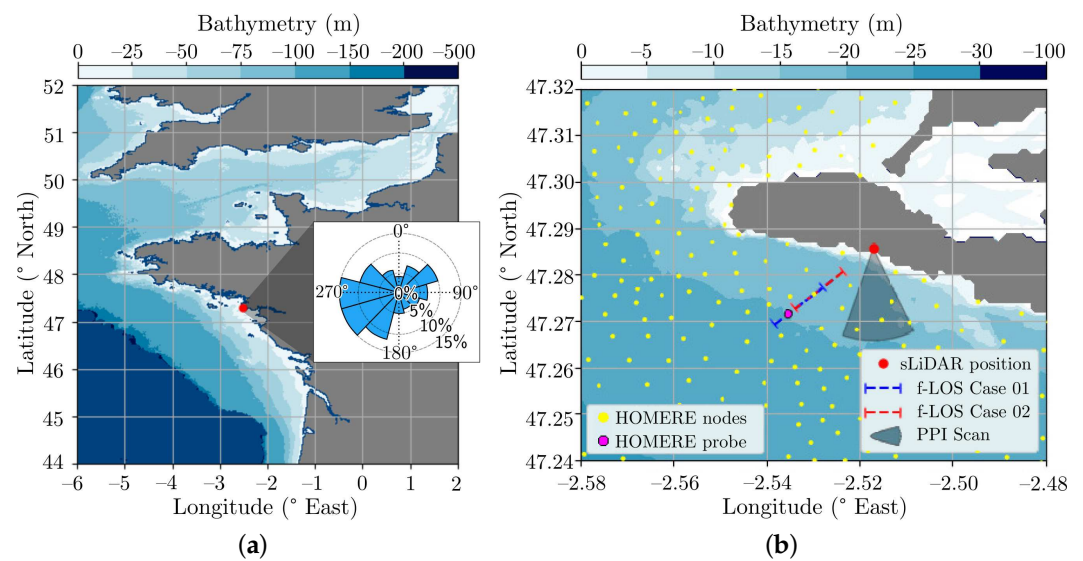 Bathymetry (m)
0 −25 −50 −75 −100 −150 −200 −500
52
51
50
49
48
47
46
45
44
Latitude (° North)
0°
270°
90°
180°
0%
5%
10%
15%
−6 −5 −4 −3 −2 −1 0 1 2
Longitude (° East)
(a)
Bathymetry (m)
0 −5 −10 −15 −20 −25 −30 −100
47.32
47.31
47.30
47.29
47.28
47.27
47.26
47.25
47.24
Latitude (° North)
sLiDAR position
f-LOS Case 01
f-LOS Case 02
PPI Scan
HOMERE nodes
HOMERE probe
−2.58 −2.56 −2.54 −2.52 −2.50 −2.48
Longitude (° East)
(b)